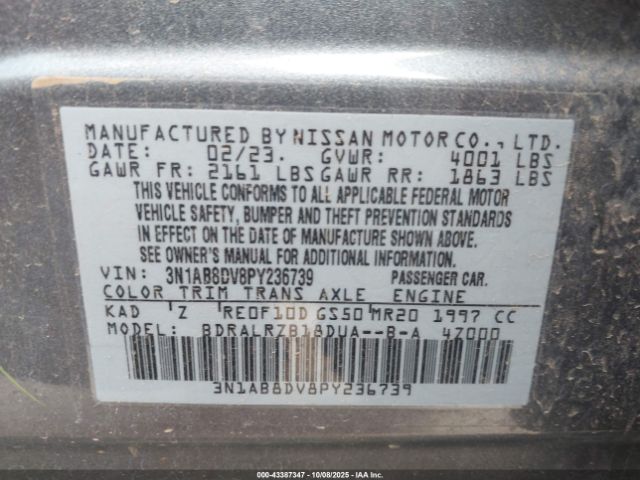 MANUFACTURED BY NISSAN MOTOR CO., LTD.
DATE: 02/23. GVWR: 4001 LBS
GAWR FR: 2161 LBS GAWR RR: 1863 LBS
THIS VEHICLE CONFORMS TO ALL APPLICABLE FEDERAL MOTOR
VEHICLE SAFETY, BUMPER AND THEFT PREVENTION STANDARDS
IN EFFECT ON THE DATE OF MANUFACTURE SHOWN ABOVE.
SEE OWNER'S MANUAL FOR ADDITIONAL INFORMATION.
VIN: 3N1AB8DV8PY236739 PASSENGER CAR.
COLOR TRIM TRANS AXLE ENGINE
KAD Z RE0F10D GS50 MR20 1997 CC
MODEL: BDRALRZB18DUA--B-A 47000
3N1AB8DV8PY236739
000-43387347 | 10/08/2025 | IAA Inc.